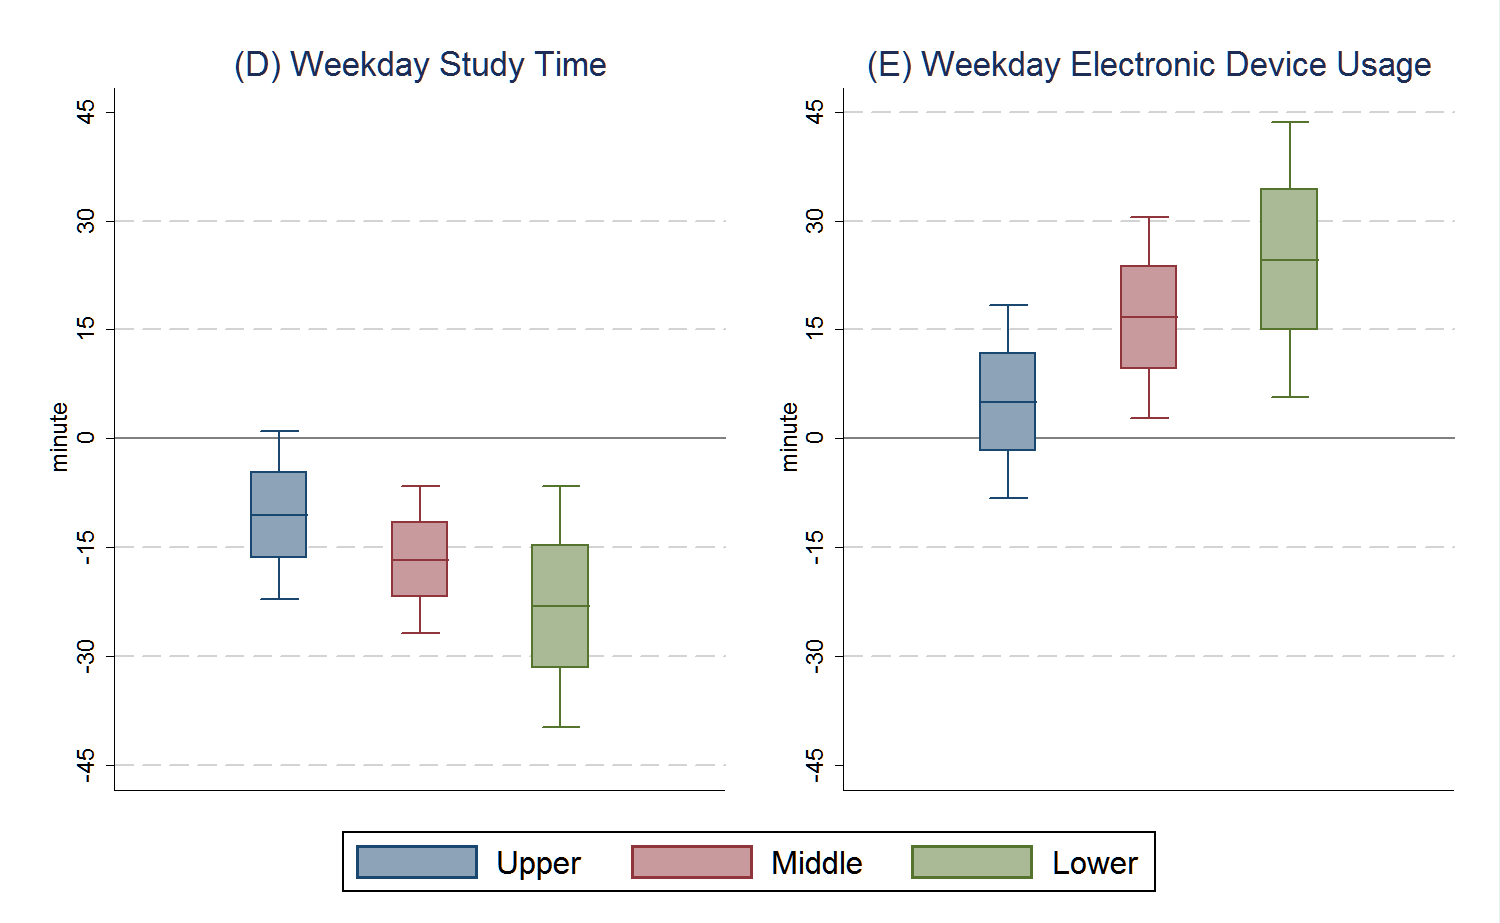 (D) Weekday Study Time
45
30
15
0
-15
-30
-45
minute
(E) Weekday Electronic Device Usage
45
30
15
0
-15
-30
-45
minute
Upper Middle Lower